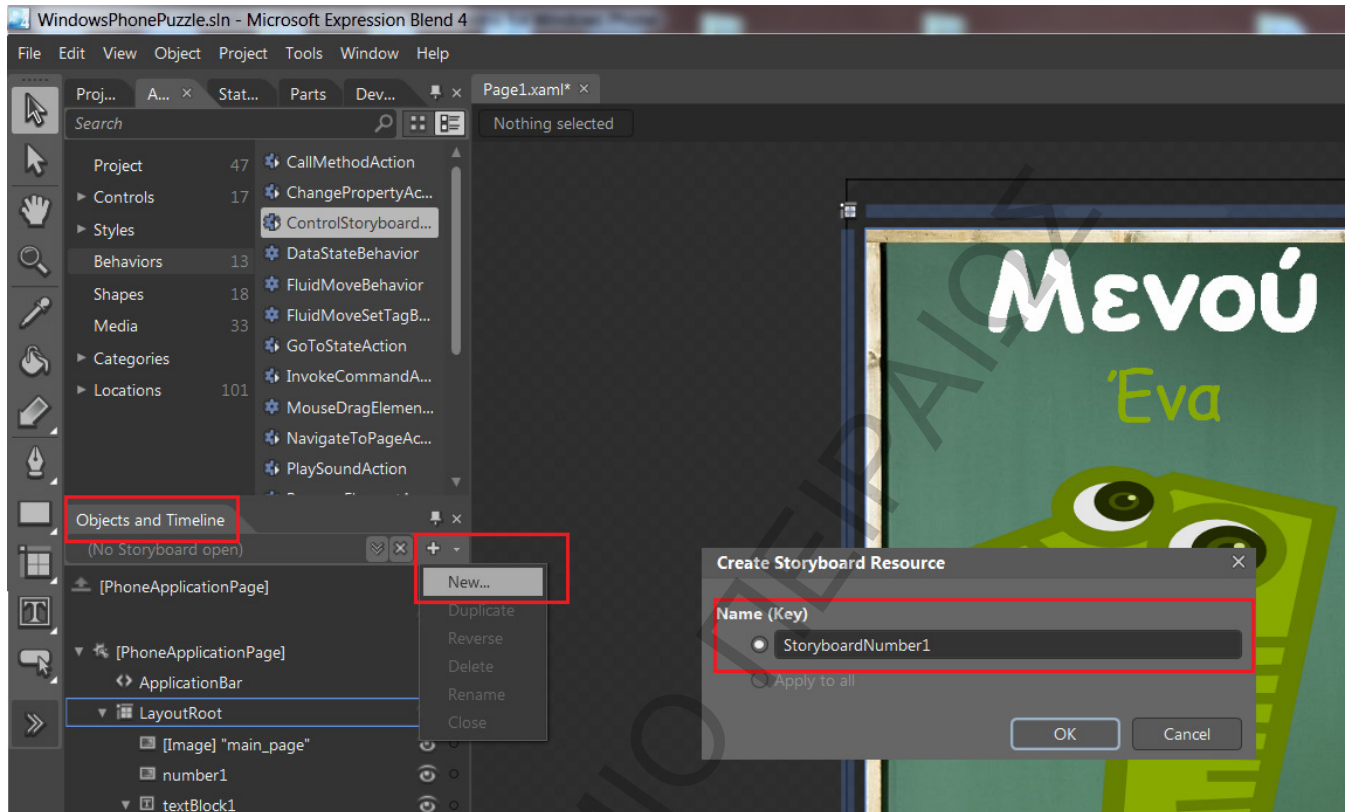 WindowsPhonePuzzle.sln - Microsoft Expression Blend 4
File Edit View Object Project Tools Window Help
Proj... A... × Stat... Parts Dev...
Page1.xaml* ×
Search
Nothing selected
Project 47
Controls 17
Styles
Behaviors 13
Shapes 18
Media 33
Categories
Locations 101
CallMethodAction
ChangePropertyAc...
ControlStoryboard...
DataStateBehavior
FluidMoveBehavior
FluidMoveSetTagB...
GoToStateAction
InvokeCommandA...
MouseDragElemen...
NavigateToPageAc...
PlaySoundAction
Objects and Timeline
(No Storyboard open)
[PhoneApplicationPage]
[PhoneApplicationPage]
ApplicationBar
LayoutRoot
[Image] "main_page"
number1
textBlock1
New...
Duplicate
Reverse
Delete
Rename
Close
Μενού
Ένα
Create Storyboard Resource
Name (Key)
StoryboardNumber1
Apply to all
OK Cancel
ΜΙΟ ΠΕΙΡΑΙΩΣ